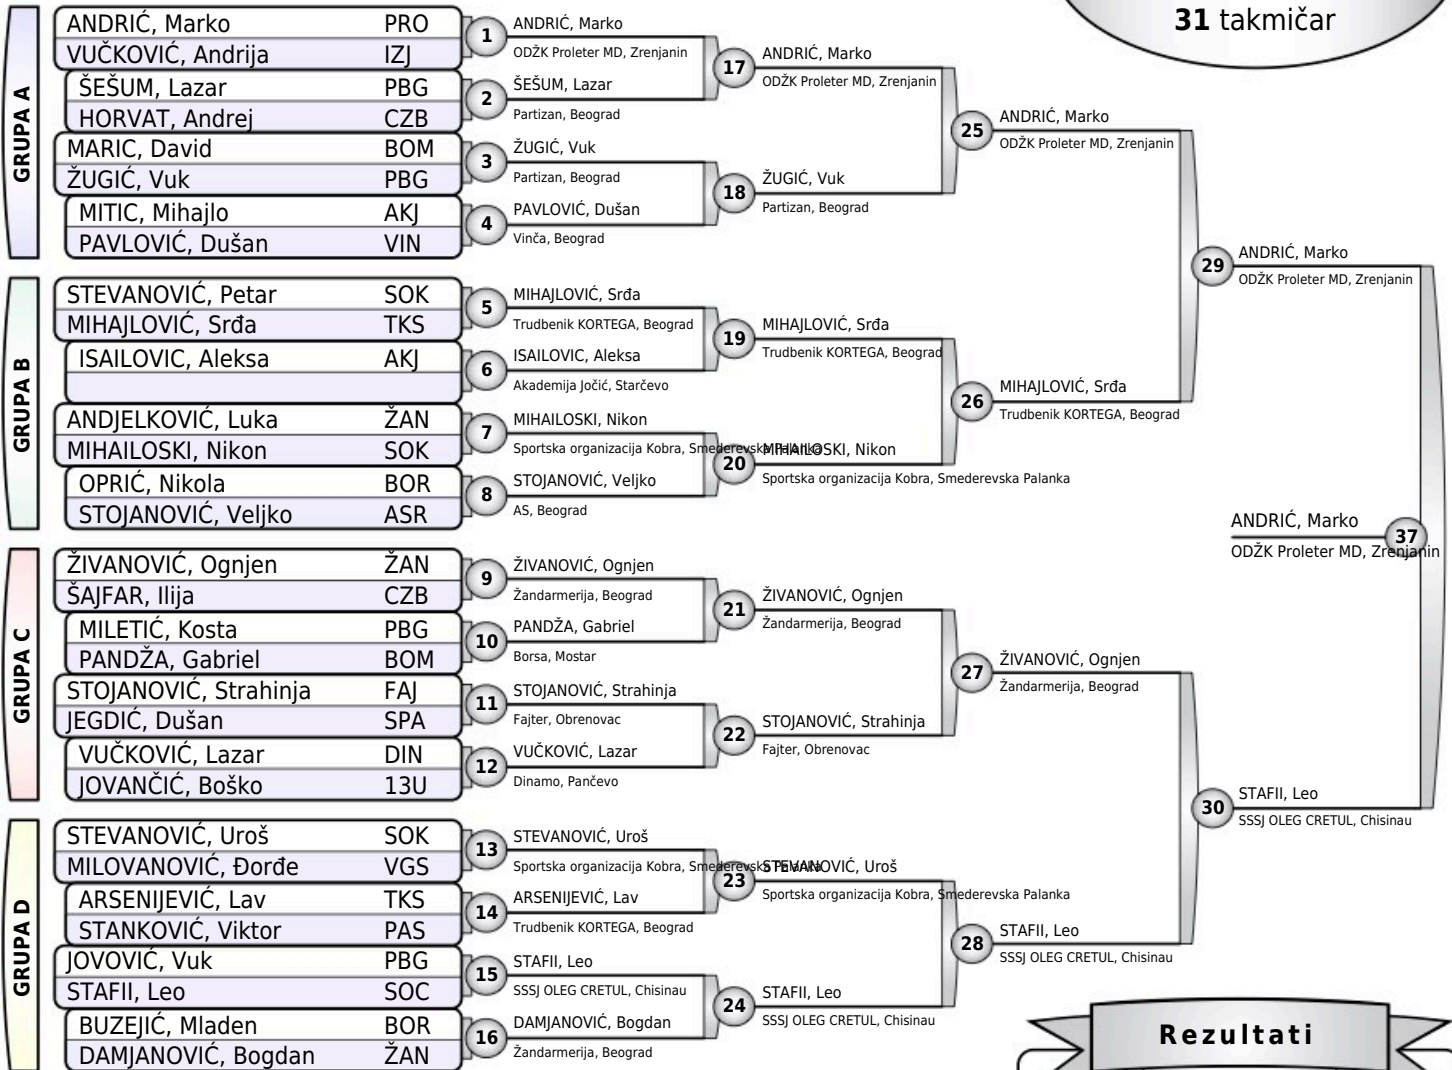 31 takmičar
GRUPA A
ANDRIĆ, Marko PRO
VUČKOVIĆ, Andrija IZJ
ŠEŠUM, Lazar PBG
HORVAT, Andrej CZB
MARIC, David BOM
ŽUGIĆ, Vuk PBG
MITIC, Mihajlo AKJ
PAVLOVIĆ, Dušan VIN
GRUPA B
STEVANOVIĆ, Petar SOK
MIHAJLOVIĆ, Srđa TKS
ISAILOVIC, Aleksa AKJ
ANDJELKOVIĆ, Luka ŽAN
MIHAILOSKI, Nikon SOK
OPRIĆ, Nikola BOR
STOJANOVIĆ, Veljko ASR
GRUPA C
ŽIVANOVIĆ, Ognjen ŽAN
ŠAJFAR, Ilija CZB
MILETIĆ, Kosta PBG
PANDŽA, Gabriel BOM
STOJANOVIĆ, Strahinja FAJ
JEGDIĆ, Dušan SPA
VUČKOVIĆ, Lazar DIN
JOVANČIĆ, Boško 13U
GRUPA D
STEVANOVIĆ, Uroš SOK
MILOVANOVIĆ, Đorđe VGS
ARSENIJEVIĆ, Lav TKS
STANKOVIĆ, Viktor PAS
JOVOVIĆ, Vuk PBG
STAFII, Leo SOC
BUZEJIĆ, Mladen BOR
DAMJANOVIĆ, Bogdan ŽAN
1 ANDRIĆ, Marko
ODŽK Proleter MD, Zrenjanin
2 ŠEŠUM, Lazar
Partizan, Beograd
3 ŽUGIĆ, Vuk
Partizan, Beograd
4 PAVLOVIĆ, Dušan
Vinča, Beograd
5 MIHAJLOVIĆ, Srđa
Trudbenik KORTEGA, Beograd
6 ISAILOVIC, Aleksa
Akademija Jočić, Starčevo
7 MIHAILOSKI, Nikon
Sportska organizacija Kobra, Smederevska Palanka
8 STOJANOVIĆ, Veljko
AS, Beograd
9 ŽIVANOVIĆ, Ognjen
Žandarmerija, Beograd
10 PANDŽA, Gabriel
Borsa, Mostar
11 STOJANOVIĆ, Strahinja
Fajter, Obrenovac
12 VUČKOVIĆ, Lazar
Dinamo, Pančevo
13 STEVANOVIĆ, Uroš
Sportska organizacija Kobra, Smederevska Palanka
14 ARSENIJEVIĆ, Lav
Trudbenik KORTEGA, Beograd
15 STAFII, Leo
SSSJ OLEG CRETUL, Chisinau
16 DAMJANOVIĆ, Bogdan
Žandarmerija, Beograd
17 ANDRIĆ, Marko
ODŽK Proleter MD, Zrenjanin
18 ŽUGIĆ, Vuk
Partizan, Beograd
19 MIHAJLOVIĆ, Srđa
Trudbenik KORTEGA, Beograd
20 MIHAILOSKI, Nikon
Sportska organizacija Kobra, Smederevska Palanka
21 ŽIVANOVIĆ, Ognjen
Žandarmerija, Beograd
22 STOJANOVIĆ, Strahinja
Fajter, Obrenovac
23 STEVANOVIĆ, Uroš
Sportska organizacija Kobra, Smederevska Palanka
24 STAFII, Leo
SSSJ OLEG CRETUL, Chisinau
25 ANDRIĆ, Marko
ODŽK Proleter MD, Zrenjanin
26 MIHAJLOVIĆ, Srđa
Trudbenik KORTEGA, Beograd
27 ŽIVANOVIĆ, Ognjen
Žandarmerija, Beograd
28 STAFII, Leo
SSSJ OLEG CRETUL, Chisinau
29 ANDRIĆ, Marko
ODŽK Proleter MD, Zrenjanin
30 STAFII, Leo
SSSJ OLEG CRETUL, Chisinau
ANDRIĆ, Marko 37
ODŽK Proleter MD, Zrenjanin
Rezultati